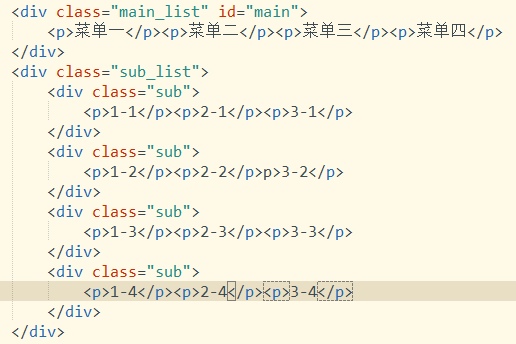 <div class="main_list" id="main">
<p>菜单一</p><p>菜单二</p><p>菜单三</p><p>菜单四</p>
</div>
<div class="sub_list">
<div class="sub">
<p>1-1</p><p>2-1</p><p>3-1</p>
</div>
<div class="sub">
<p>1-2</p><p>2-2</p>p>3-2</p>
</div>
<div class="sub">
<p>1-3</p><p>2-3</p><p>3-3</p>
</div>
<div class="sub">
<p>1-4</p><p>2-4</p><p>3-4</p>
</div>
</div>